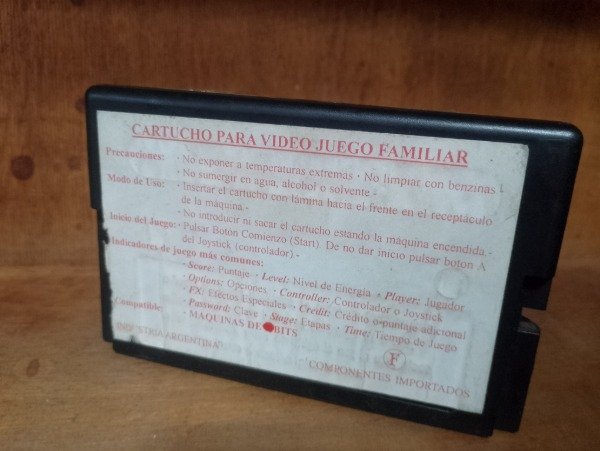 CARTUCHO PARA VIDEO JUEGO FAMILIAR
Precauciones: · No exponer a temperaturas extremas · No limpiar con benzinas -
· No sumergir en agua, alcohol o solvente.-
Modo de Uso: · Insertar el cartucho con lámina hacia el frente en el receptáculo
de la máquina.-
· No introducir ni sacar el cartucho estando la máquina encendida.-
Inicio del Juego: · Pulsar Boton Comienzo (Start). De no dar inicio pulsar boton A
del Joystick (controlador).-
Indicadores de juego más comunes:
· Score: Puntaje · Level: Nivel de Energía · Player: Jugador
· Options: Opciones · Controller: Controlador o Joystick
· FX: Efectos Especiales · Credit: Crédito o puntaje adicional
· Password: Clave · Stage: Etapas · Time: Tiempo de Juego
Compatible: · MAQUINAS DE BITS
INDUSTRIA ARGENTINA
F
COMPONENTES IMPORTADOS